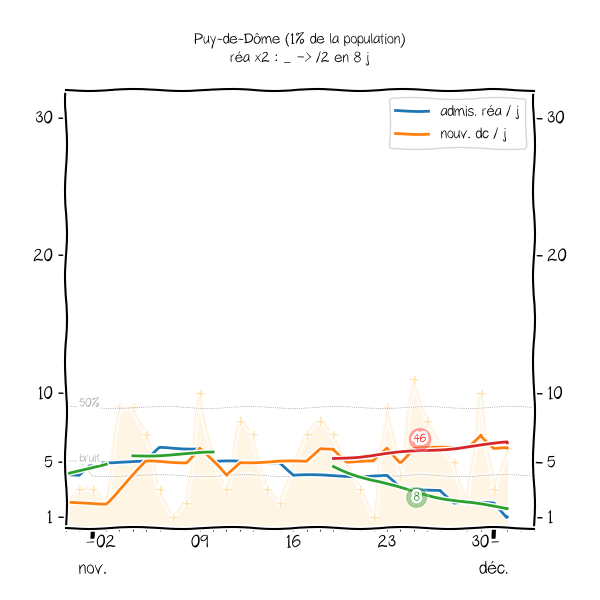 Puy-de-Dôme (1% de la population)
réa x2 : _ -> /2 en 8 j
admis. réa / j
nouv. dc / j
30 30
20 20
10 10
50%
46
bruit
5 5
8
1 1
02 09 16 23 30
nov. déc.